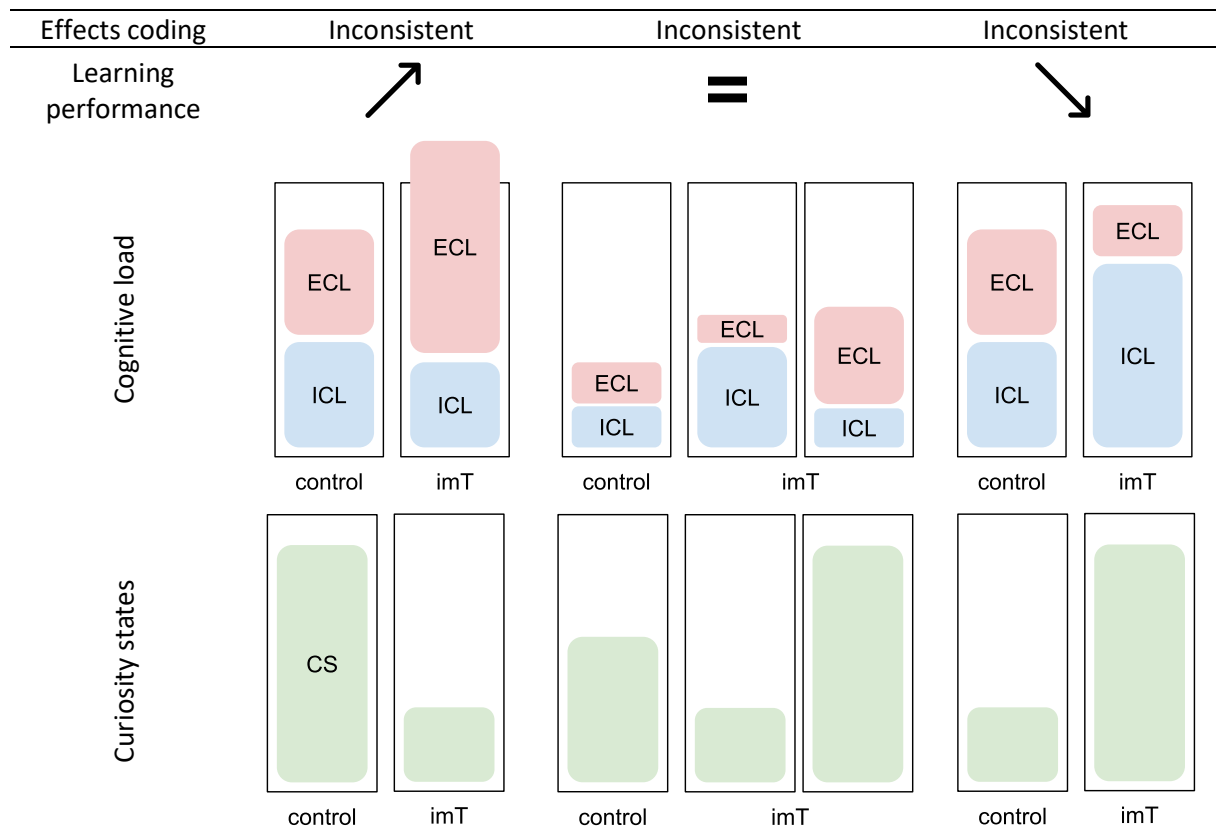 Effects coding Inconsistent Inconsistent Inconsistent
Learning
performance
=
Cognitive load
ECL
ICL
ECL
ICL
ECL
ICL
ECL
ICL
ECL
ICL
ECL
ICL
ECL
ICL
control imT control imT control imT
Curiosity states
CS
control imT control imT control imT